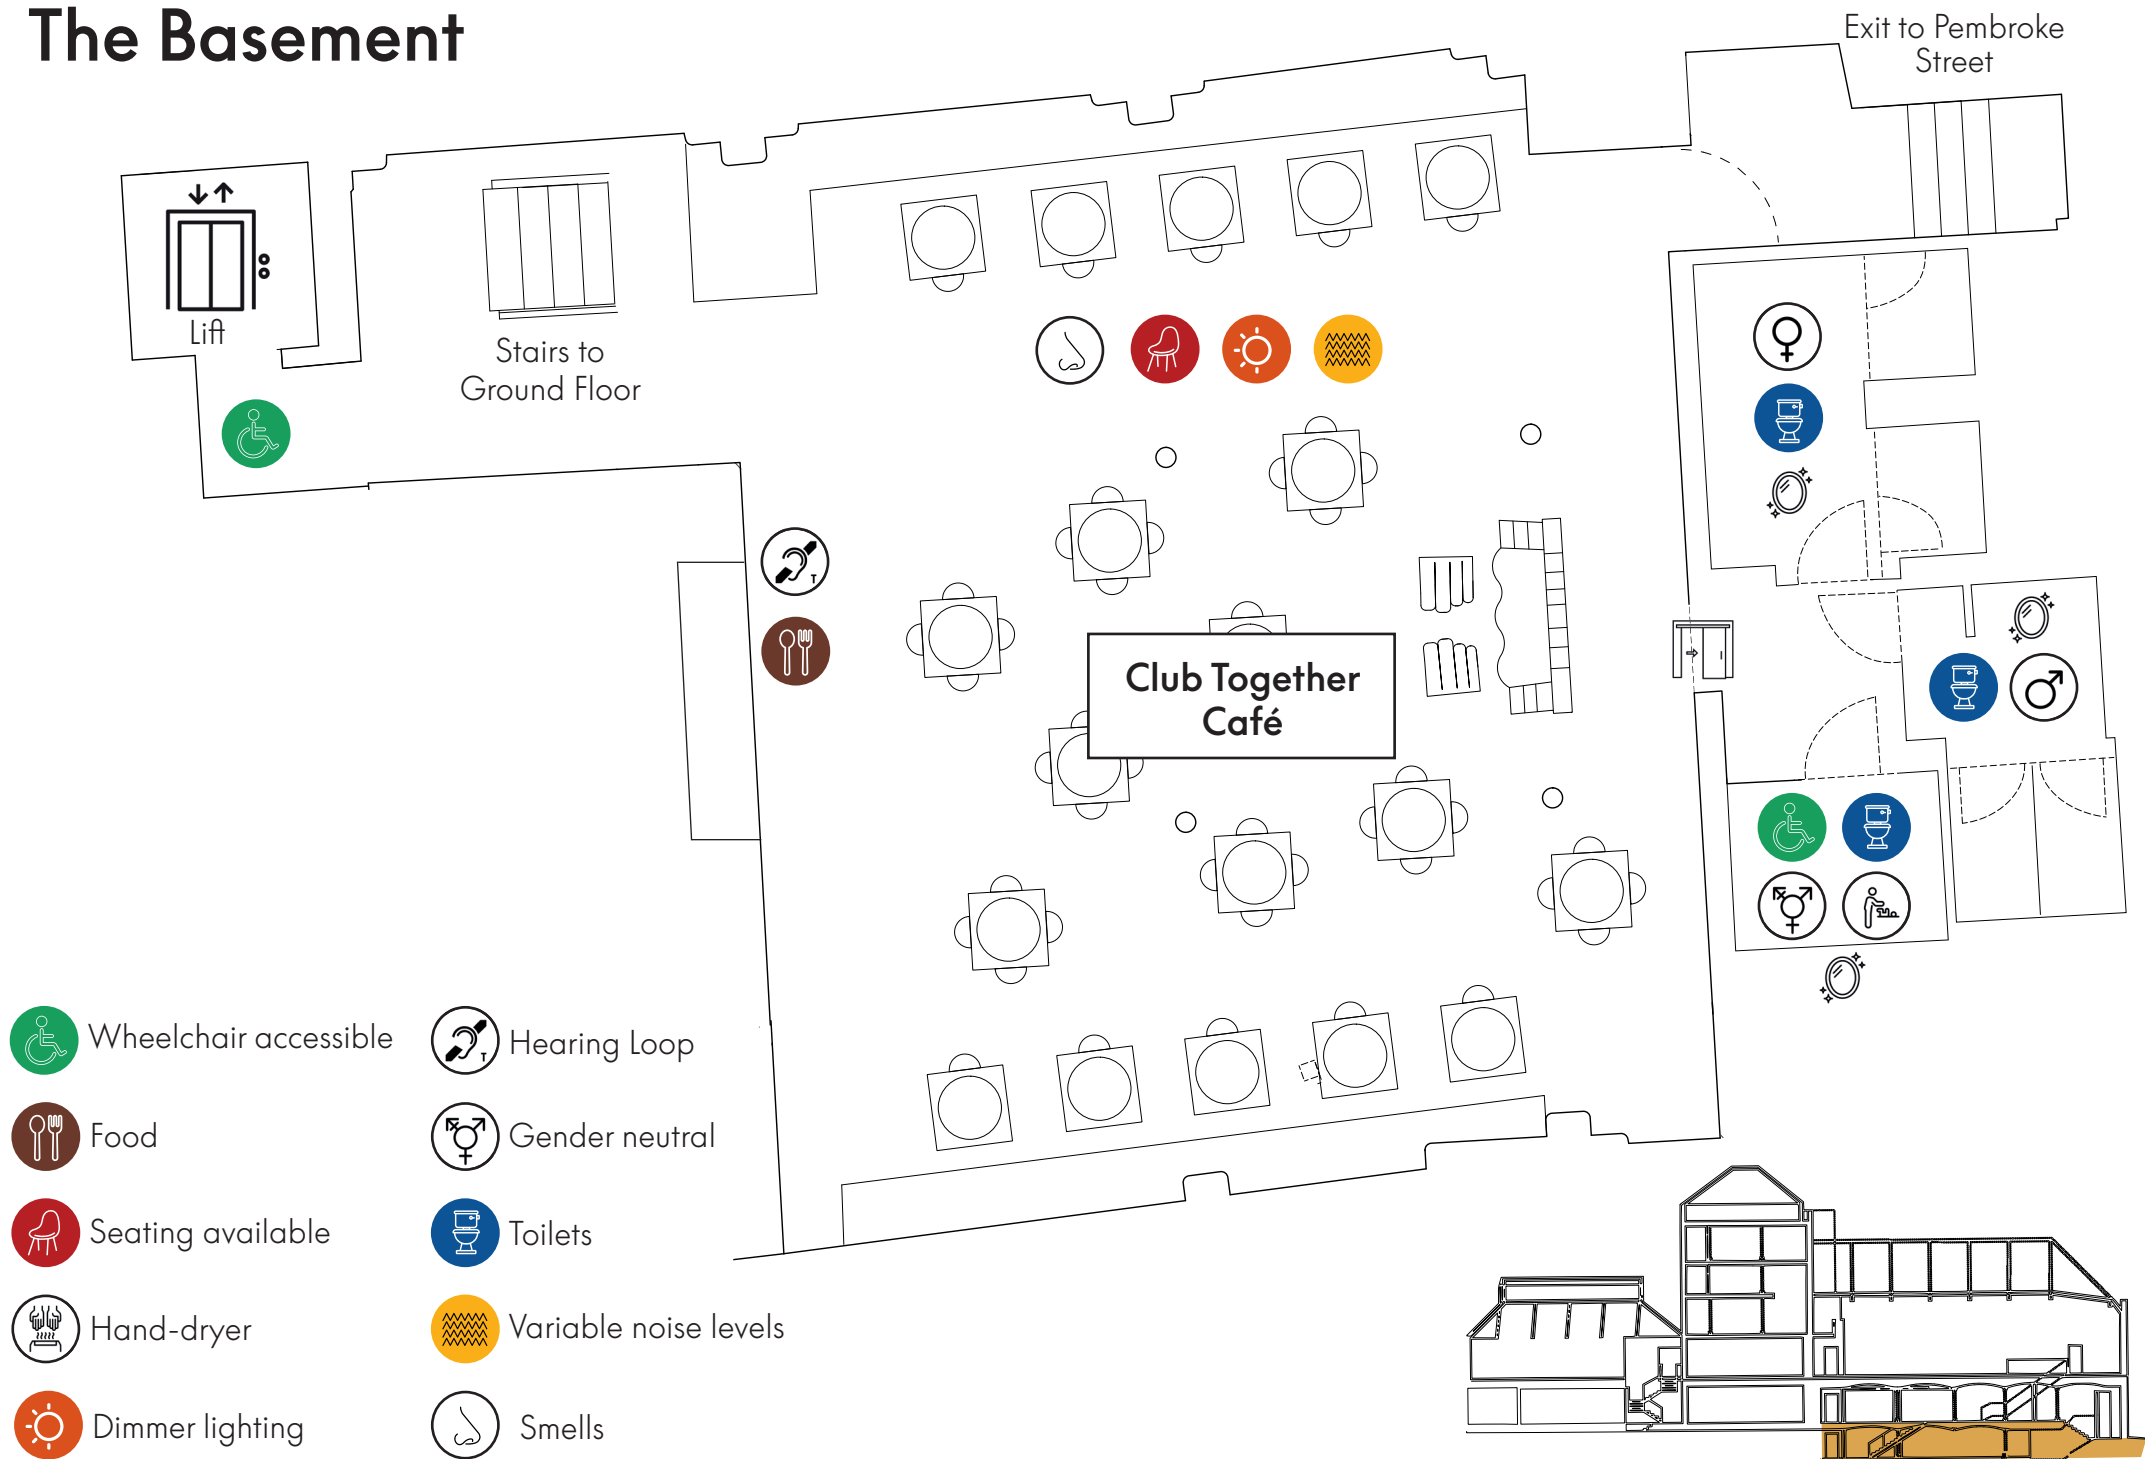 The Basement
Exit to Pembroke
Street
Lift
Stairs to
Ground Floor
T
Club Together
Café
Wheelchair accessible
T
Hearing Loop
Food
Gender neutral
Seating available
Toilets
Hand-dryer
Variable noise levels
Dimmer lighting
Smells